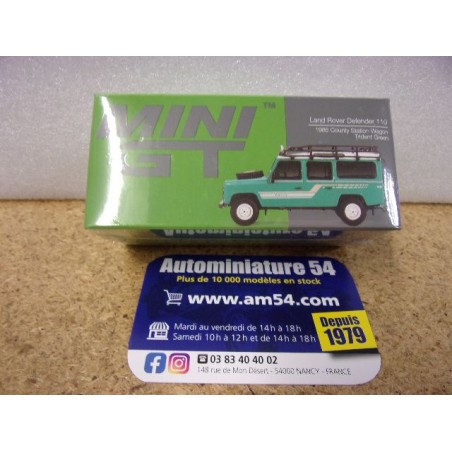 MINI
GT
TM
Land Rover Defender 110
1985 County Station Wagon
Trident Green
Autominiature 54
Plus de 10 000 modèles en stock
www.am54.com
Mardi au vendredi de 14h à 18h
Samedi 10h à 12h et de 14h à 18h
Depuis
1979
03 83 40 40 02
148 rue de Mon Désert - 54000 NANCY - FRANCE